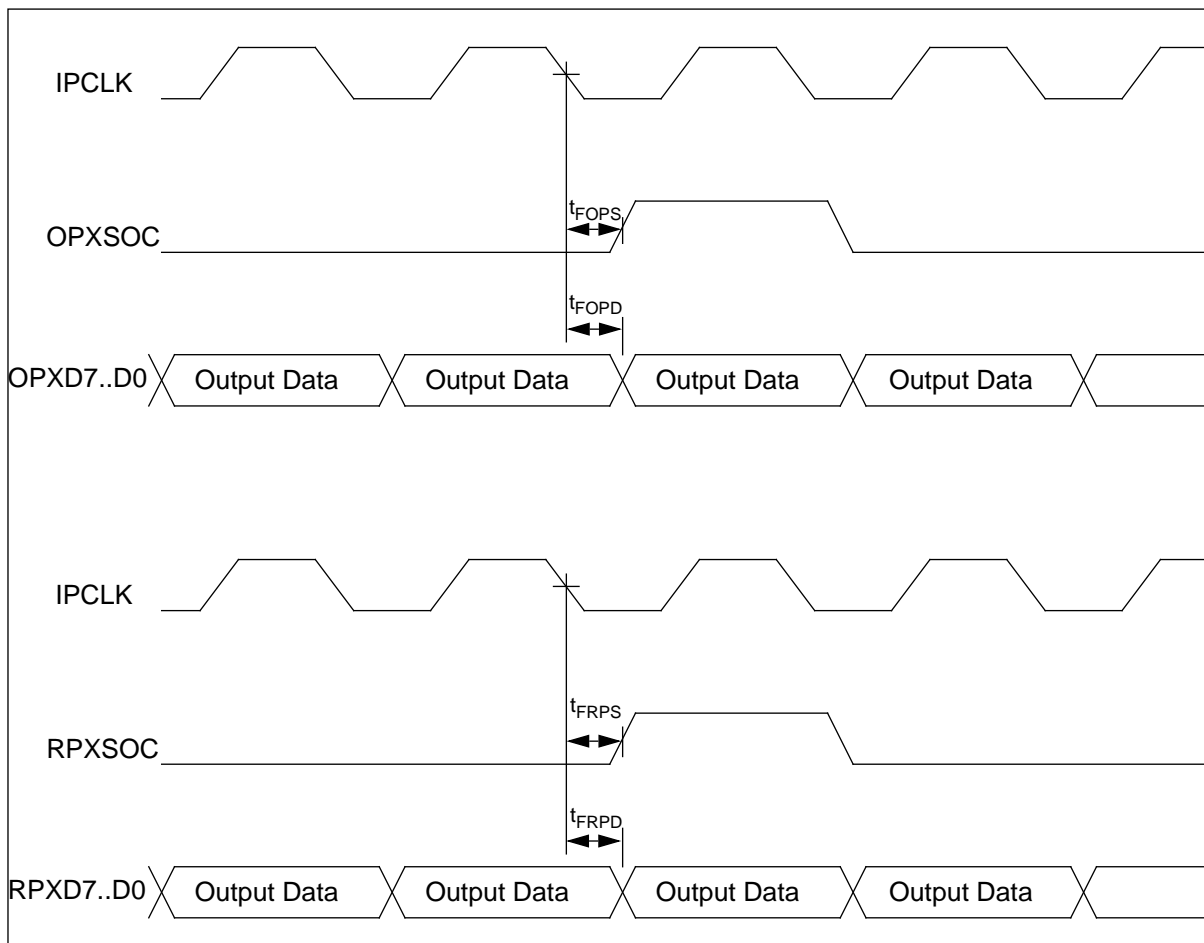 IPCLK
tFOPS
OPXSOC
tFOPD
OPXD7..D0 Output Data Output Data Output Data Output Data
IPCLK
tFRPS
RPXSOC
tFRPD
RPXD7..D0 Output Data Output Data Output Data Output Data